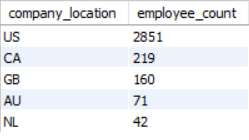 company_location employee_count
US 2851
CA 219
GB 160
AU 71
NL 42